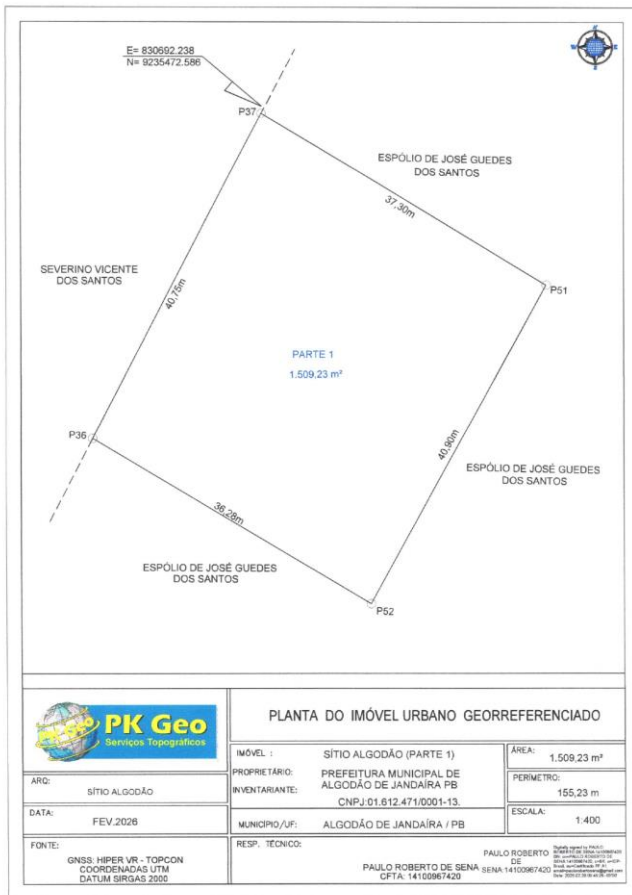 E= 830692.238
N= 9235472.586
P37
ESPÓLIO DE JOSÉ GUEDES
DOS SANTOS
37,30m
SEVERINO VICENTE
DOS SANTOS
40,75m
P51
PARTE 1
1.509,23 m²
P36
40,90m
ESPÓLIO DE JOSÉ GUEDES
DOS SANTOS
36,28m
ESPÓLIO DE JOSÉ GUEDES
DOS SANTOS
P52
PK Geo
PK Geo
Serviços Topográficos
PLANTA DO IMÓVEL URBANO GEORREFERENCIADO
IMÓVEL : SÍTIO ALGODÃO (PARTE 1)
ÁREA: 1.509,23 m²
PROPRIETÁRIO: PREFEITURA MUNICIPAL DE
INVENTARIANTE: ALGODÃO DE JANDAÍRA PB
CNPJ:01.612.471/0001-13.
PERÍMETRO:
155,23 m
ARQ:
SÍTIO ALGODÃO
DATA:
FEV.2026
MUNICÍPIO/UF: ALGODÃO DE JANDAÍRA / PB
ESCALA:
1:400
FONTE:
GNSS: HIPER VR - TOPCON
COORDENADAS UTM
DATUM SIRGAS 2000
RESP. TÉCNICO:
PAULO ROBERTO DE SENA
CFTA: 14100967420
PAULO ROBERTO
DE
SENA:14100967420
Digitally signed by PAULO